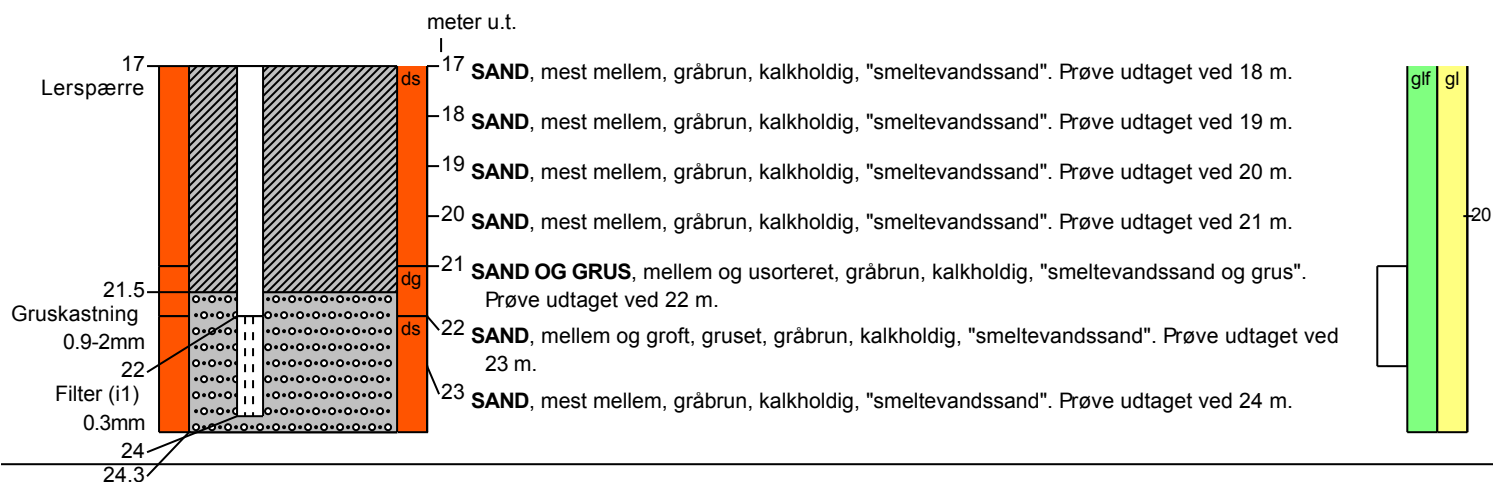 meter u.t.
17
Lerspærre
ds
17 SAND, mest mellem, gråbrun, kalkholdig, "smeltevandssand". Prøve udtaget ved 18 m.
glf gl
18 SAND, mest mellem, gråbrun, kalkholdig, "smeltevandssand". Prøve udtaget ved 19 m.
19 SAND, mest mellem, gråbrun, kalkholdig, "smeltevandssand". Prøve udtaget ved 20 m.
20 SAND, mest mellem, gråbrun, kalkholdig, "smeltevandssand". Prøve udtaget ved 21 m.
20
21 SAND OG GRUS, mellem og usorteret, gråbrun, kalkholdig, "smeltevandssand og grus".
Prøve udtaget ved 22 m.
dg
21.5
Gruskastning
0.9-2mm
ds
22 SAND, mellem og groft, gruset, gråbrun, kalkholdig, "smeltevandssand". Prøve udtaget ved
23 m.
22
Filter (i1)
0.3mm
23 SAND, mest mellem, gråbrun, kalkholdig, "smeltevandssand". Prøve udtaget ved 24 m.
24
24.3